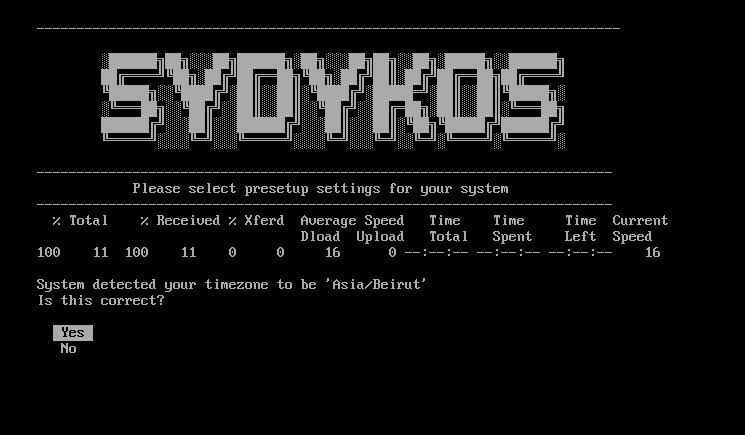 SYDYKOS
Please select presetup settings for your system
% Total % Received % Xferd Average Speed Time Time Time Current
Dload Upload Total Spent Left Speed
100 11 100 11 0 0 16 0 --:--:-- --:--:-- --:--:-- 16
System detected your timezone to be 'Asia/Beirut'
Is this correct?
Yes
No